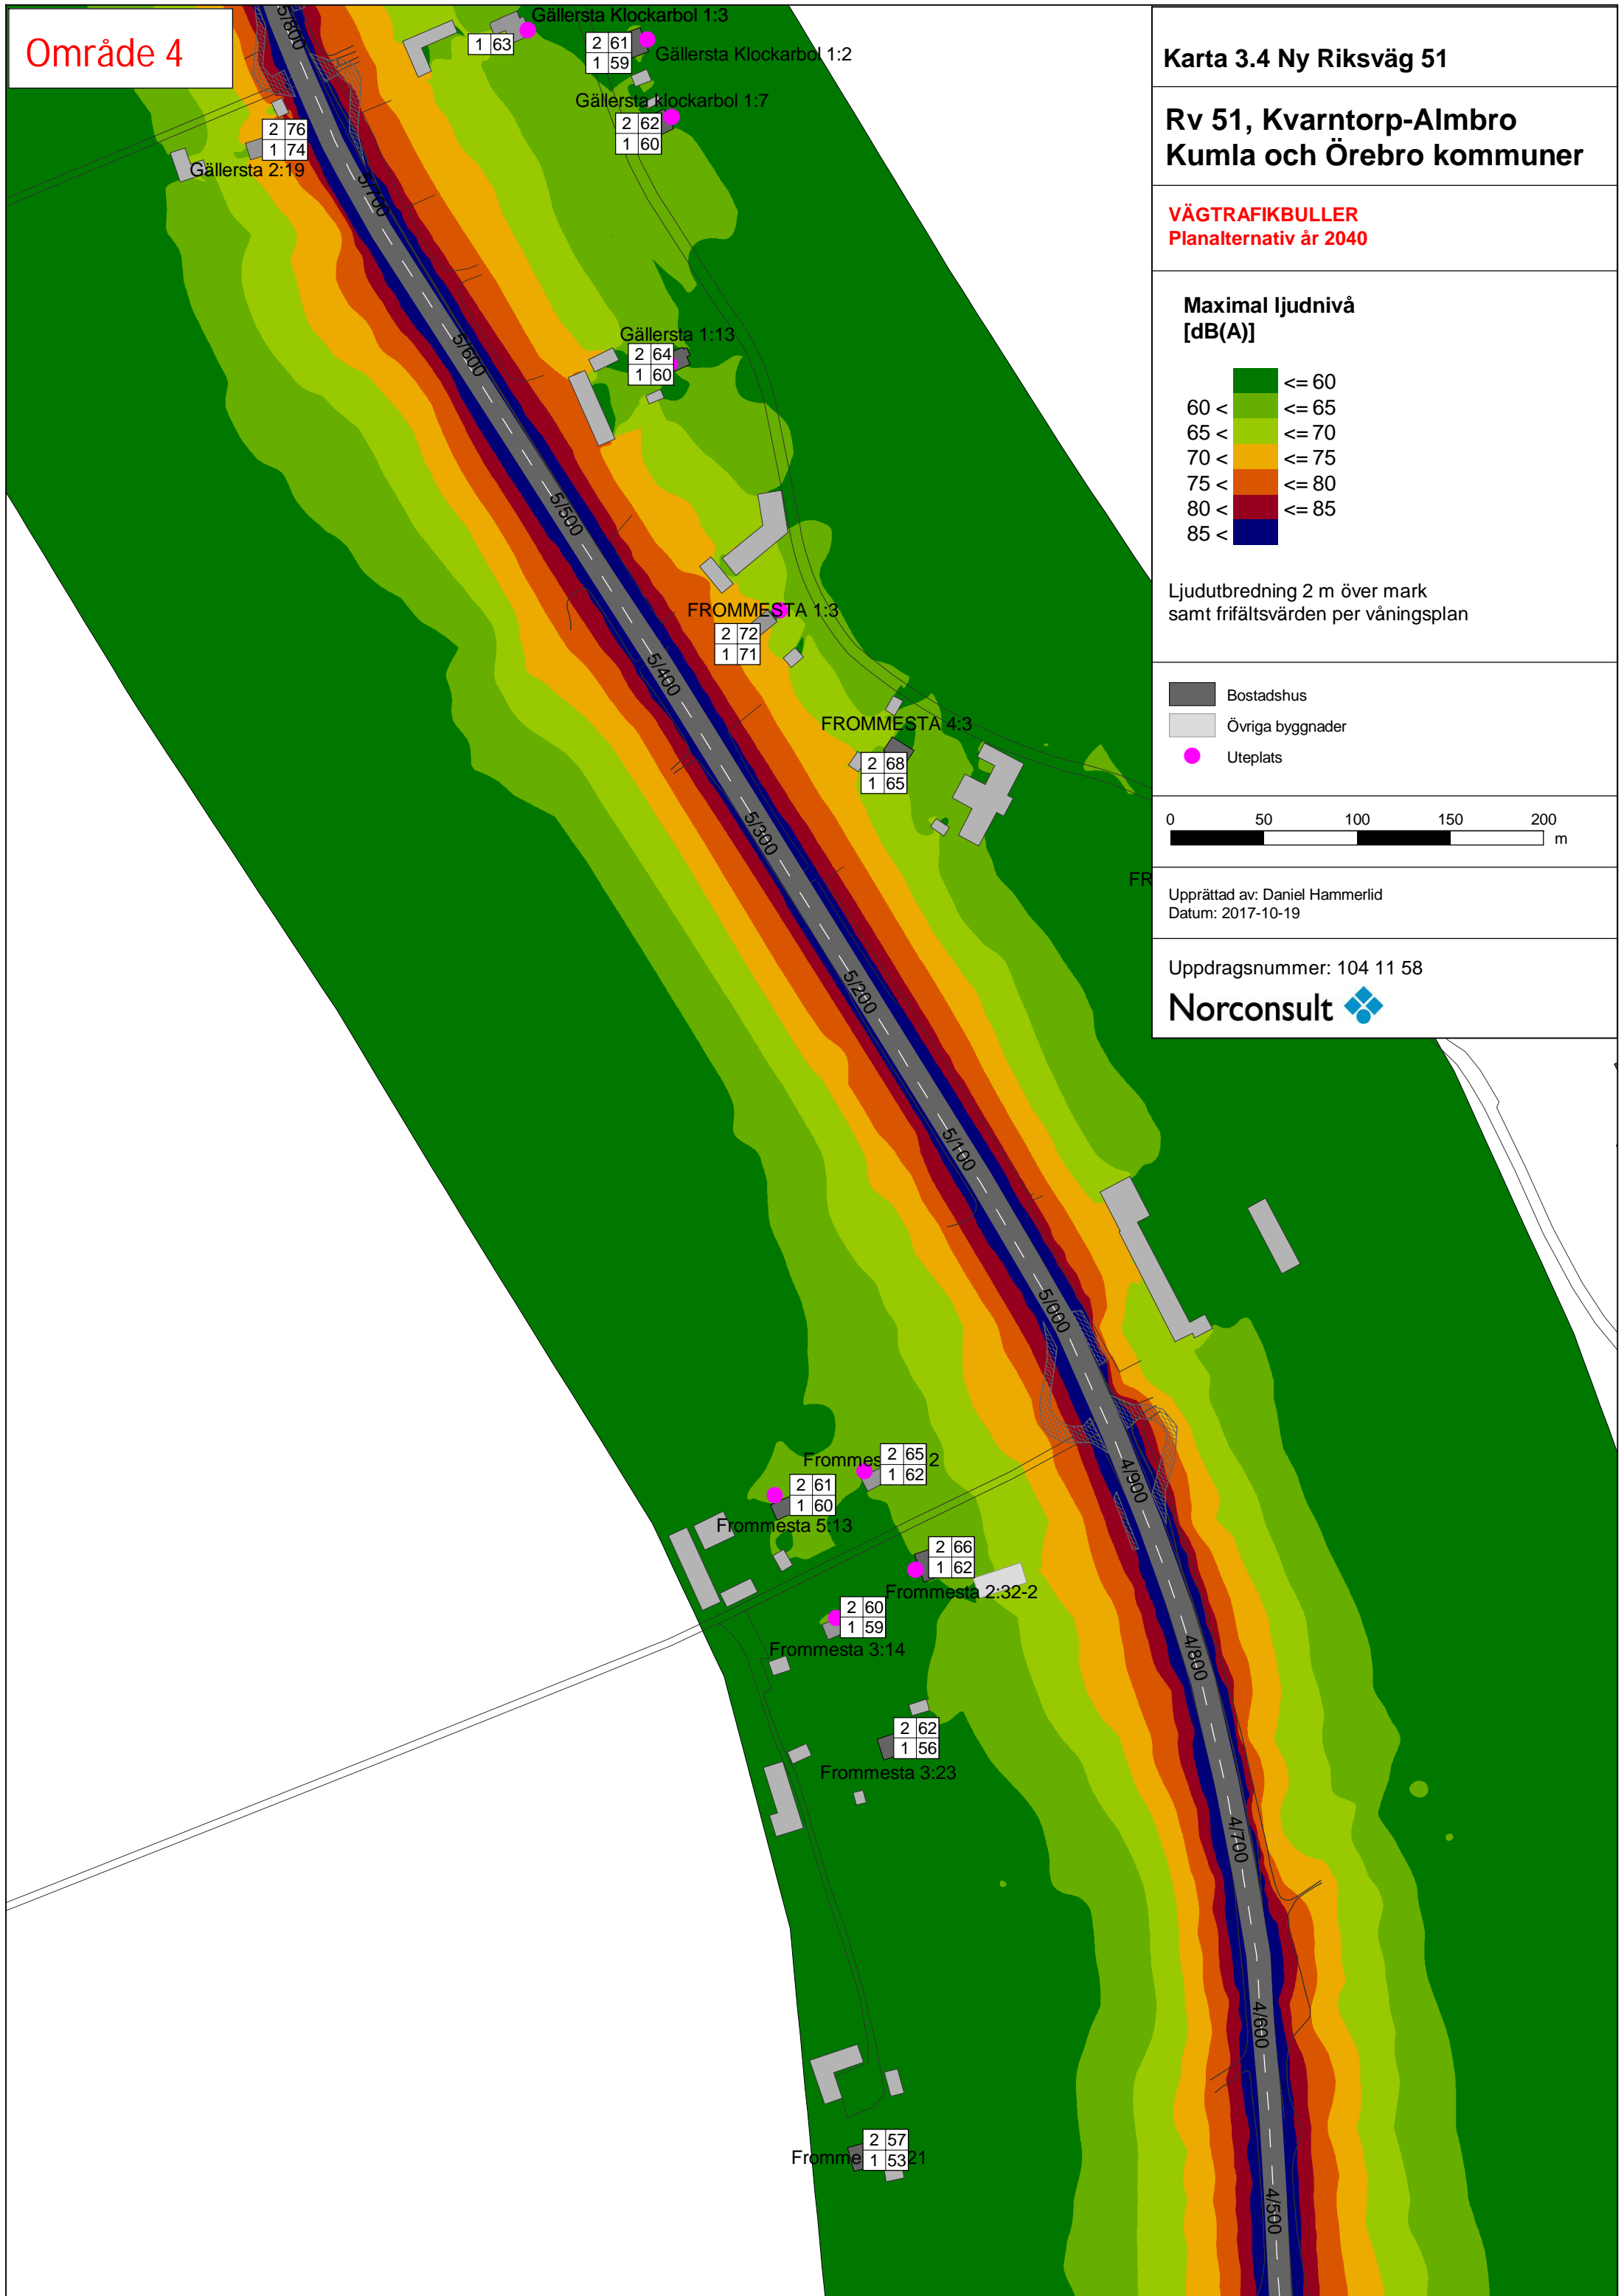 Område 4
Karta 3.4 Ny Riksväg 51
Rv 51, Kvarntorp-Almbro
Kumla och Örebro kommuner
VÄGTRAFIKBULLER
Planalternativ år 2040
Maximal ljudnivå
[dB(A)]
<= 60
60 < <= 65
65 < <= 70
70 < <= 75
75 < <= 80
80 < <= 85
85 <
Ljudutbredning 2 m över mark
samt frifältsvärden per våningsplan
Bostadshus
Övriga byggnader
Uteplats
0 50 100 150 200
m
Upprättad av: Daniel Hammerlid
Datum: 2017-10-19
Uppdragsnummer: 104 11 58
Norconsult
5/800
Gällersta Klockarbol 1:3
1 63
2 61
1 59
Gällersta Klockarbol 1:2
Gällersta klockarbol 1:7
2 62
1 60
2 76
1 74
Gällersta 2:19
5/700
Gällersta 1:13
2 64
1 60
5/600
5/500
FROMMESTA 1:3
2 72
1 71
5/400
FROMMESTA 4:3
2 68
1 65
5/300
FR
5/200
5/100
5/000
Frommes 2
2 65
1 62
4/900
2 61
1 60
Frommesta 5:13
2 66
1 62
Frommesta 2:32-2
2 60
1 59
Frommesta 3:14
4/800
2 62
1 56
Frommesta 3:23
4/700
4/600
2 57
1 53
Fromme 21
4/500